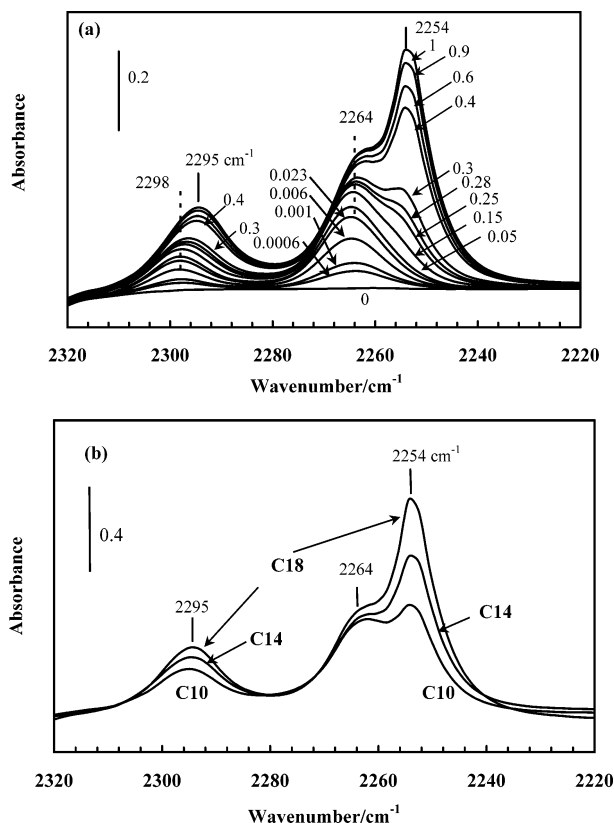 (a)
2254
1
0.9
0.6
0.4
0.2
2264
2295 cm-1
2298
0.4
0.3
0.023
0.006
0.001
0.0006
0.3
0.28
0.25
0.15
0.05
0
Absorbance
2320 2300 2280 2260 2240 2220
Wavenumber/cm-1
(b)
2254 cm-1
0.4
C18
2264
2295
C14
C14
C10
C10
Absorbance
2320 2300 2280 2260 2240 2220
Wavenumber/cm-1